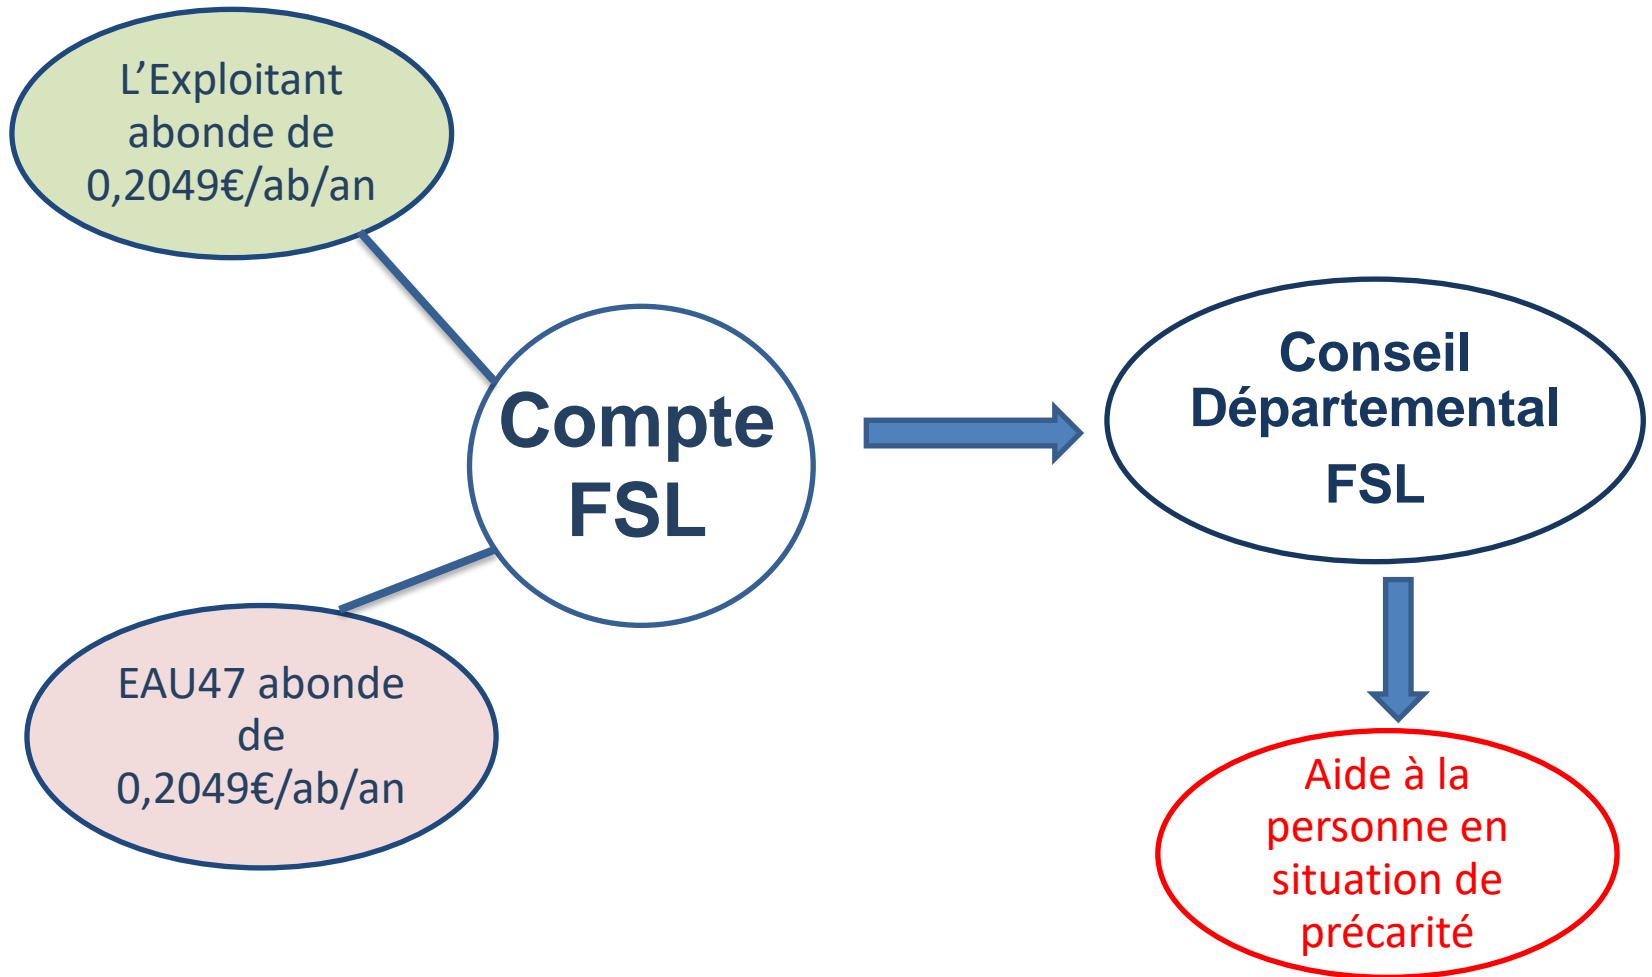 L’Exploitant
abonde de
0,2049€/ab/an
Compte
FSL
EAU47 abonde
de
0,2049€/ab/an
Conseil
Départemental
FSL
Aide à la
personne en
situation de
précarité